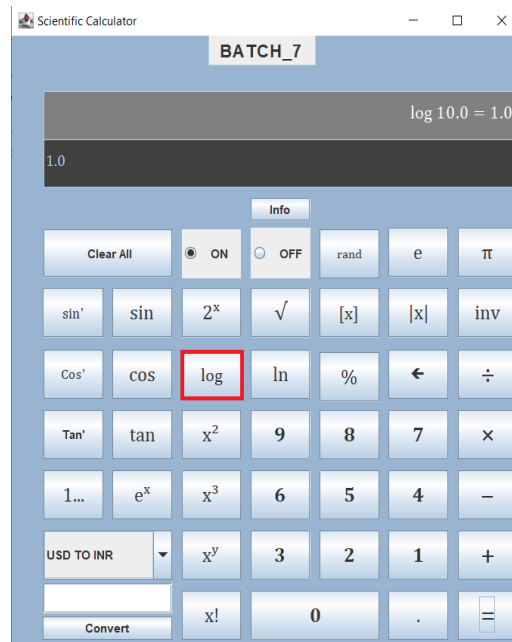 Scientific Calculator
BATCH_7
log 10.0 = 1.0
1.0
Info
Clear All ON OFF rand e π
sin' sin 2ˣ √ [x] |x| inv
Cos' cos log ln % ÷
Tan' tan x² 9 8 7 ×
1... eˣ x³ 6 5 4 −
USD TO INR xʸ 3 2 1 +
x! 0 . =
Convert